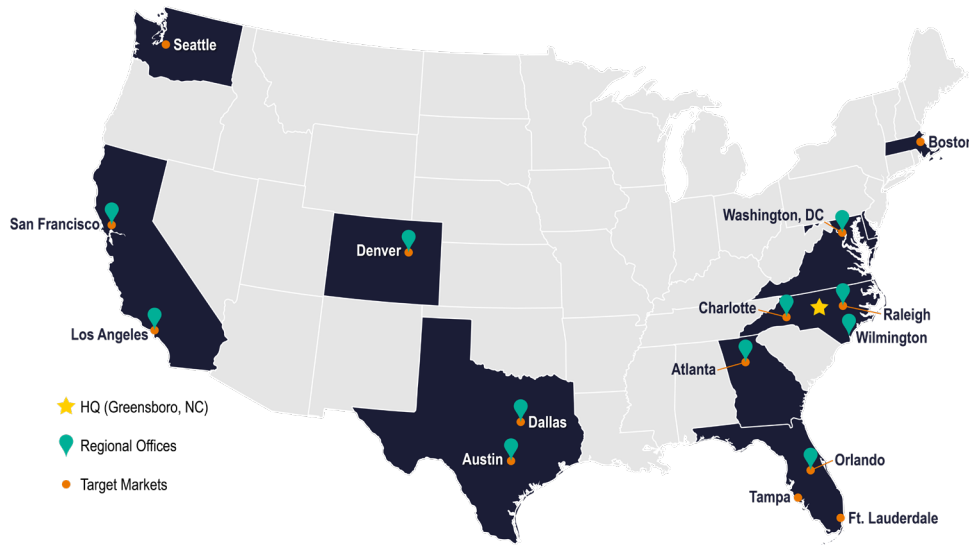 Seattle
Boston
San Francisco
Washington, DC
Denver
Charlotte
Raleigh
Los Angeles
Wilmington
Atlanta
HQ (Greensboro, NC)
Dallas
Regional Offices
Austin
Orlando
Target Markets
Tampa
Ft. Lauderdale